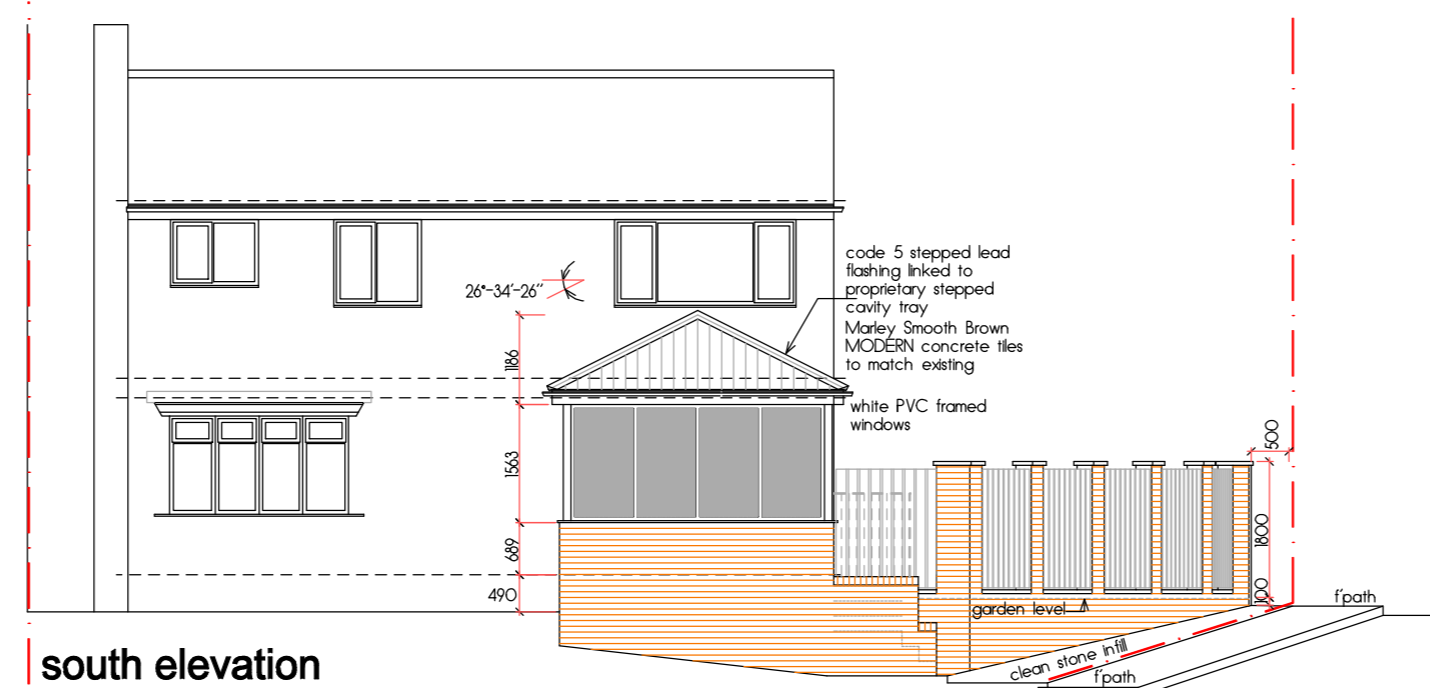 26°-34'-26"
code 5 stepped lead
flashing linked to
proprietary stepped
cavity tray
Marley Smooth Brown
MODERN concrete tiles
to match existing
1186
white PVC framed
windows
500
1563
1800
689
490
100
garden level
f'path
clean stone infill
f'path
south elevation